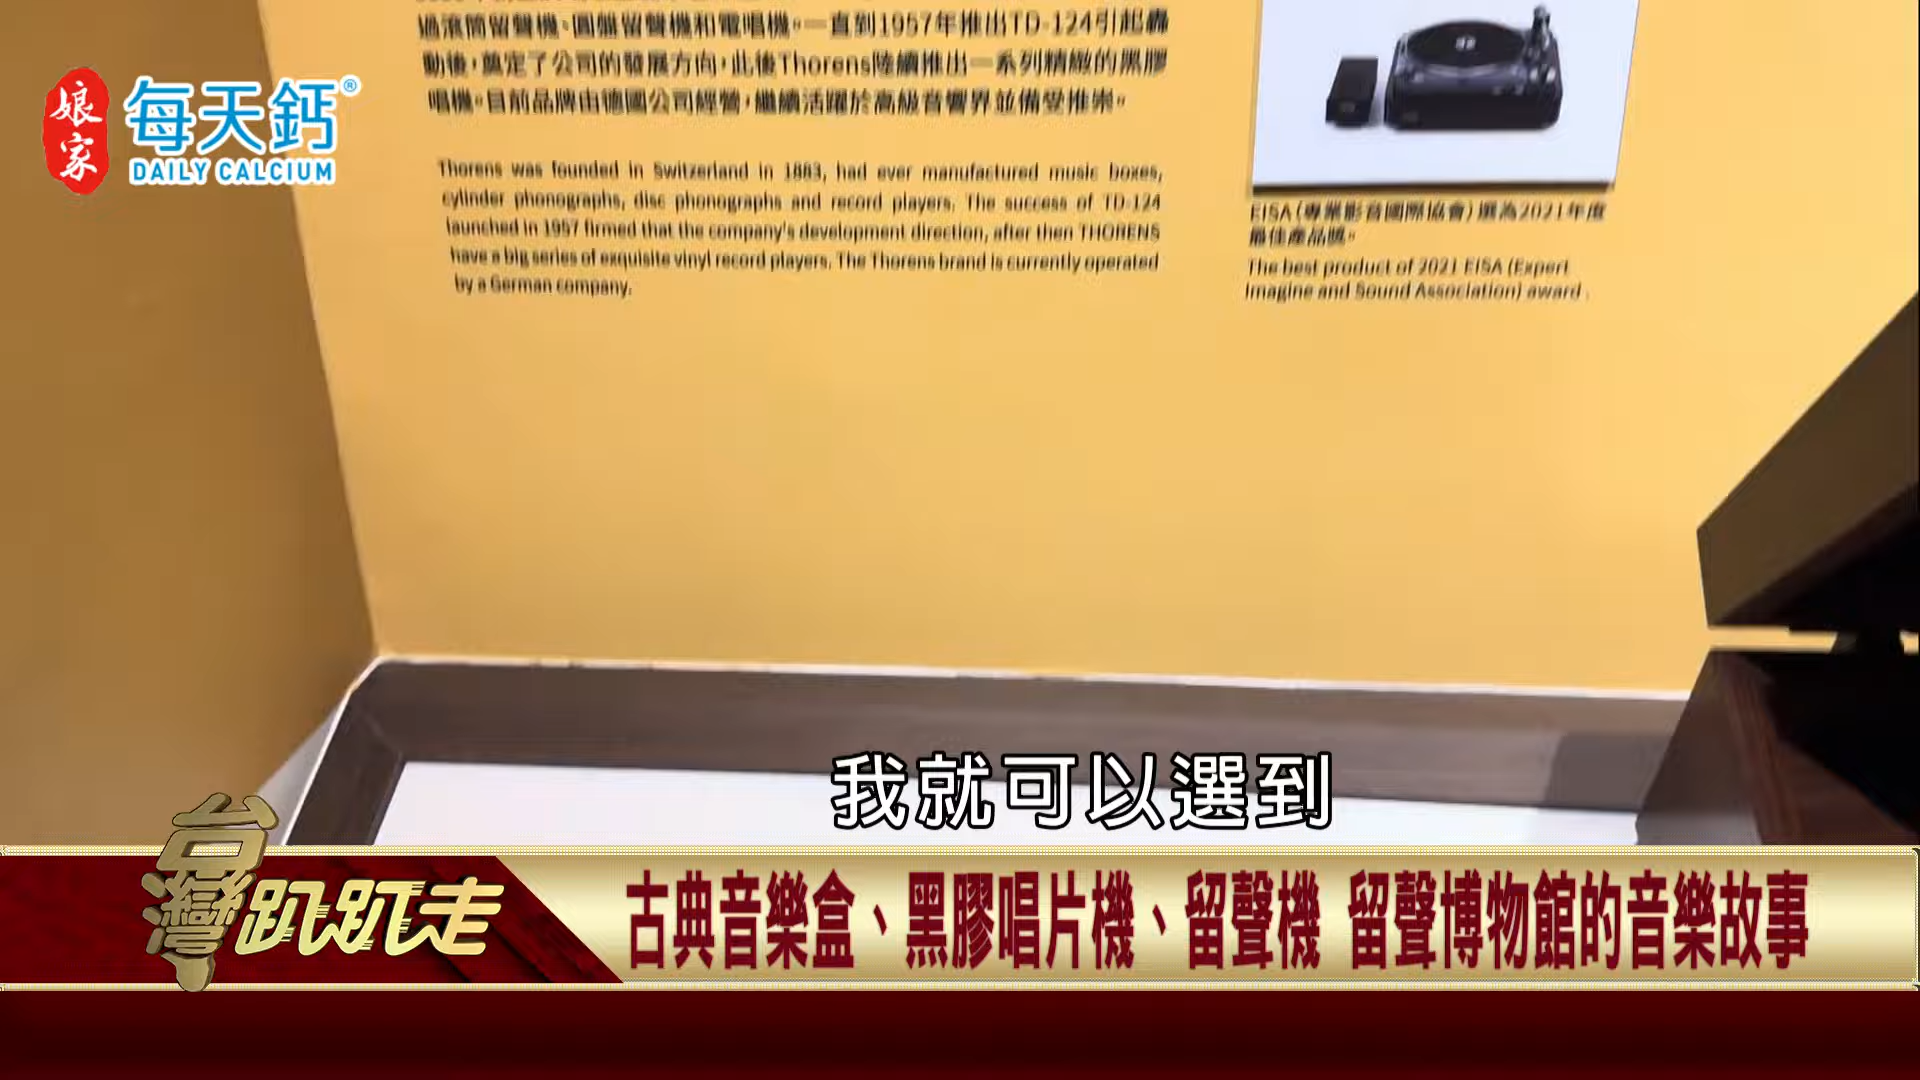 過滾筒留聲機、圓盤留聲機和電唱機。一直到1957年推出TD-124引起轟
動後，奠定了公司的發展方向，此後Thorens陸續推出一系列精緻的黑膠
唱機。目前品牌由德國公司經營，繼續活躍於高級音響界並備受推崇。
娘家
每天鈣®
DAILY CALCIUM
Thorens was founded in Switzerland in 1883, had ever manufactured music boxes,
cylinder phonographs, disc phonographs and record players. The success of TD-124
launched in 1957 firmed that the company's development direction, after then THORENS
have a big series of exquisite vinyl record players. The Thorens brand is currently operated
by a German company.
EISA（專業影音國際協會）選為2021年度
最佳產品獎。
The best product of 2021 EISA (Expert
Imagine and Sound Association) award .
我就可以選到
台灣趴趴走
古典音樂盒、黑膠唱片機、留聲機 留聲博物館的音樂故事